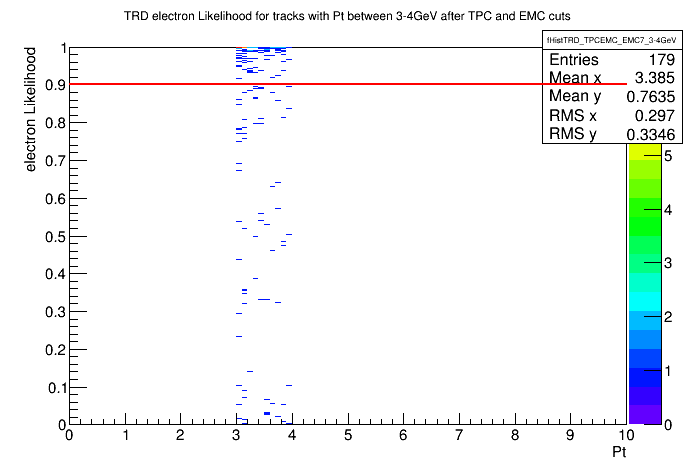 TRD electron Likelihood for tracks with Pt between 3-4GeV after TPC and EMC cuts
fHistTRD_TPCEMC_EMC7_3-4GeV
Entries 179
Mean x 3.385
Mean y 0.7635
RMS x 0.297
RMS y 0.3346
electron Likelihood
1
0.9
0.8
0.7
0.6
0.5
0.4
0.3
0.2
0.1
0
0 1 2 3 4 5 6 7 8 9 10
Pt
5
4
3
2
1
0